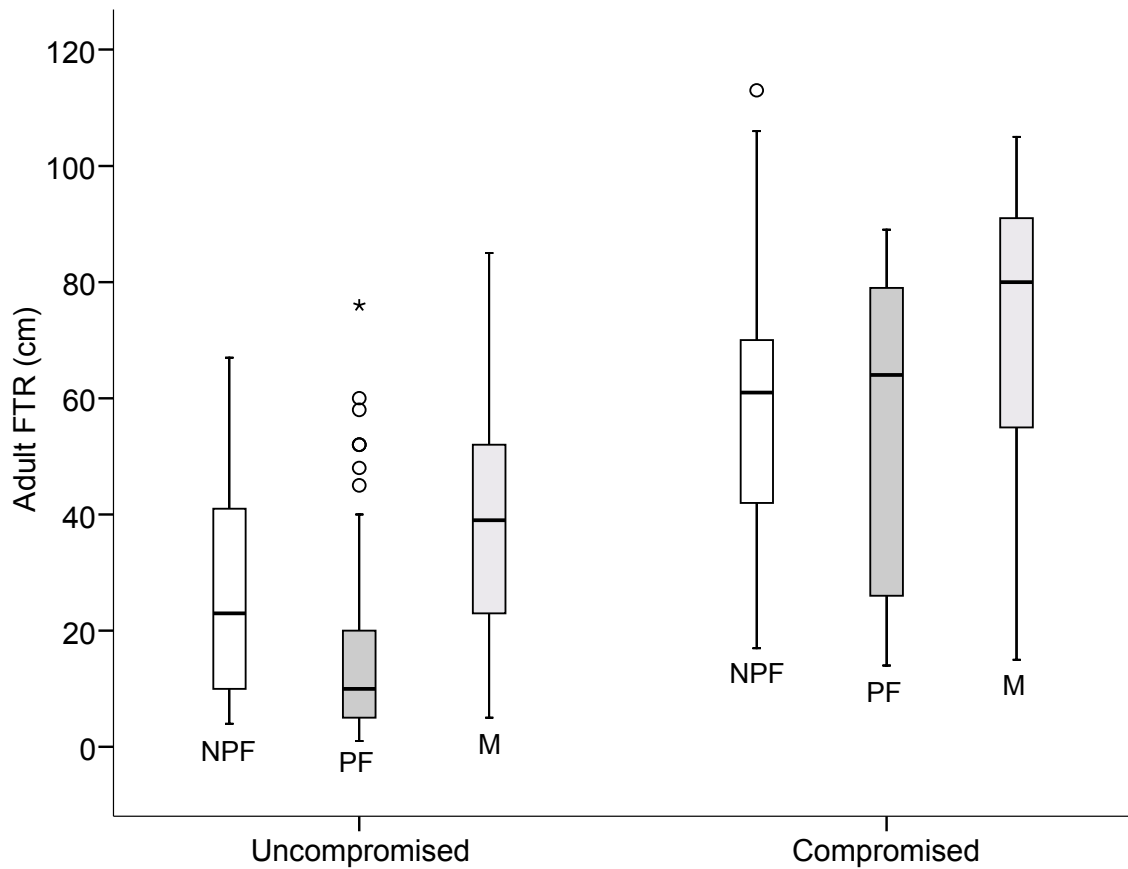 Adult FTR (cm)
120
100
80
60
40
20
0
NPF
PF
M
NPF
PF
M
Uncompromised
Compromised